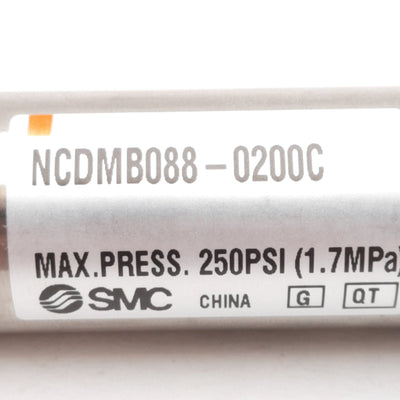 NCDMB088-0200C
MAX.PRESS. 250PSI (1.7MPa)
SMC CHINA G QT